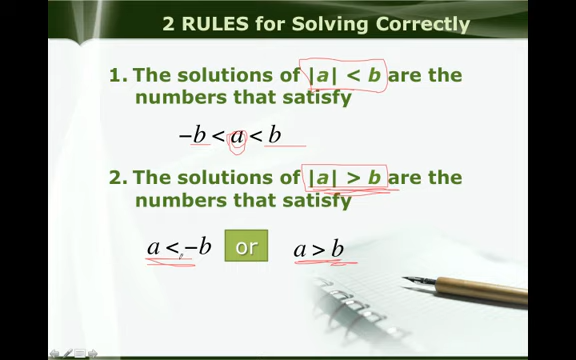 2 RULES for Solving Correctly
1. The solutions of |a| < b are the
numbers that satisfy
−b < a < b
2. The solutions of |a| > b are the
numbers that satisfy
a < −b or a > b